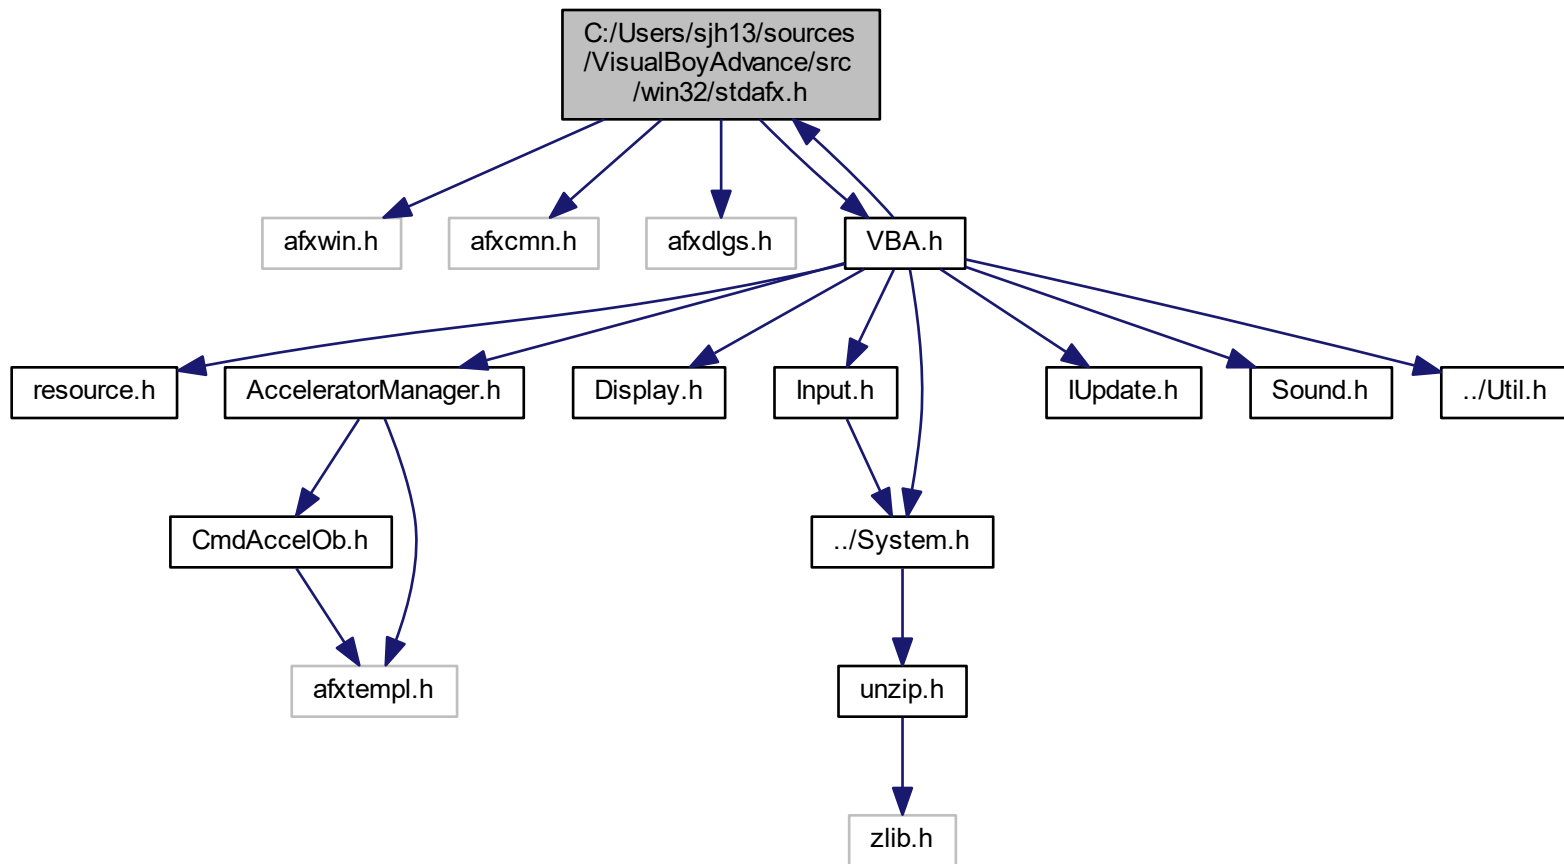 C:/Users/sjh13/sources
/VisualBoyAdvance/src
/win32/stdafx.h
afxwin.h
afxcmn.h
afxdlgs.h
VBA.h
resource.h
AcceleratorManager.h
Display.h
Input.h
IUpdate.h
Sound.h
../Util.h
CmdAccelOb.h
../System.h
afxtempl.h
unzip.h
zlib.h